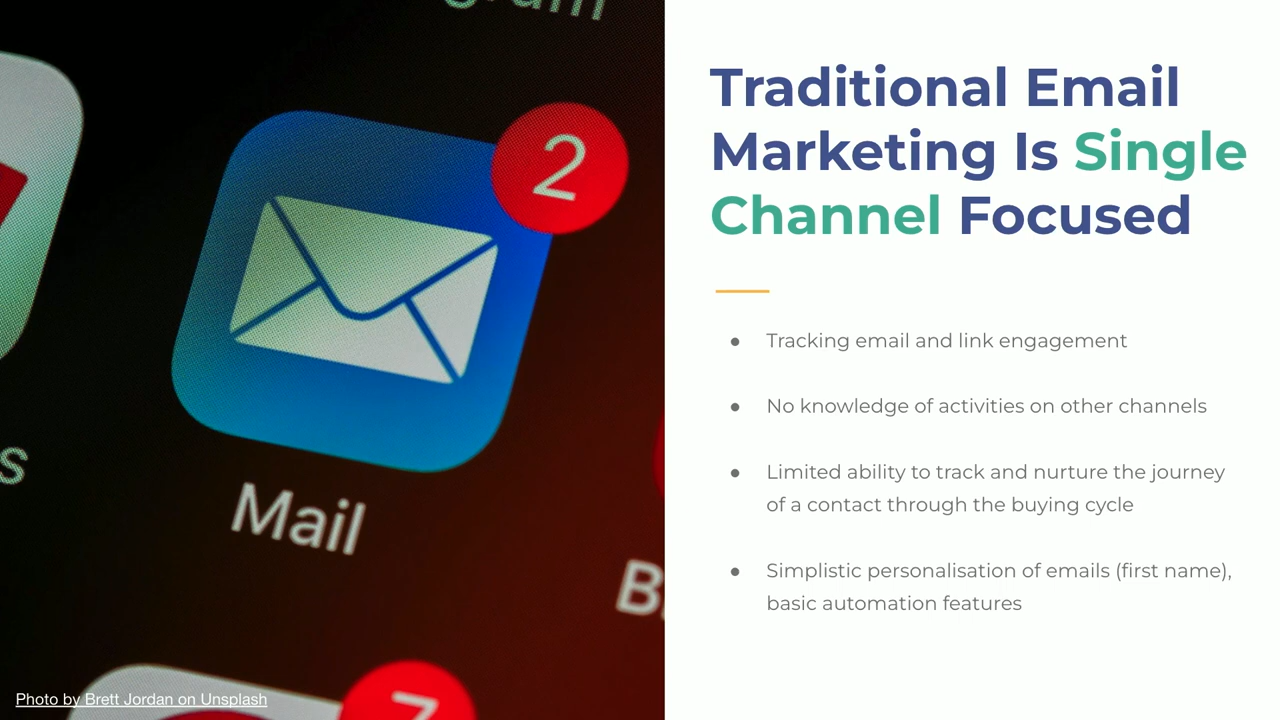 gram
2
s
Mail
B
7
Photo by Brett Jordan on Unsplash
Traditional Email
Marketing Is Single
Channel Focused
● Tracking email and link engagement
● No knowledge of activities on other channels
● Limited ability to track and nurture the journey
of a contact through the buying cycle
● Simplistic personalisation of emails (first name),
basic automation features